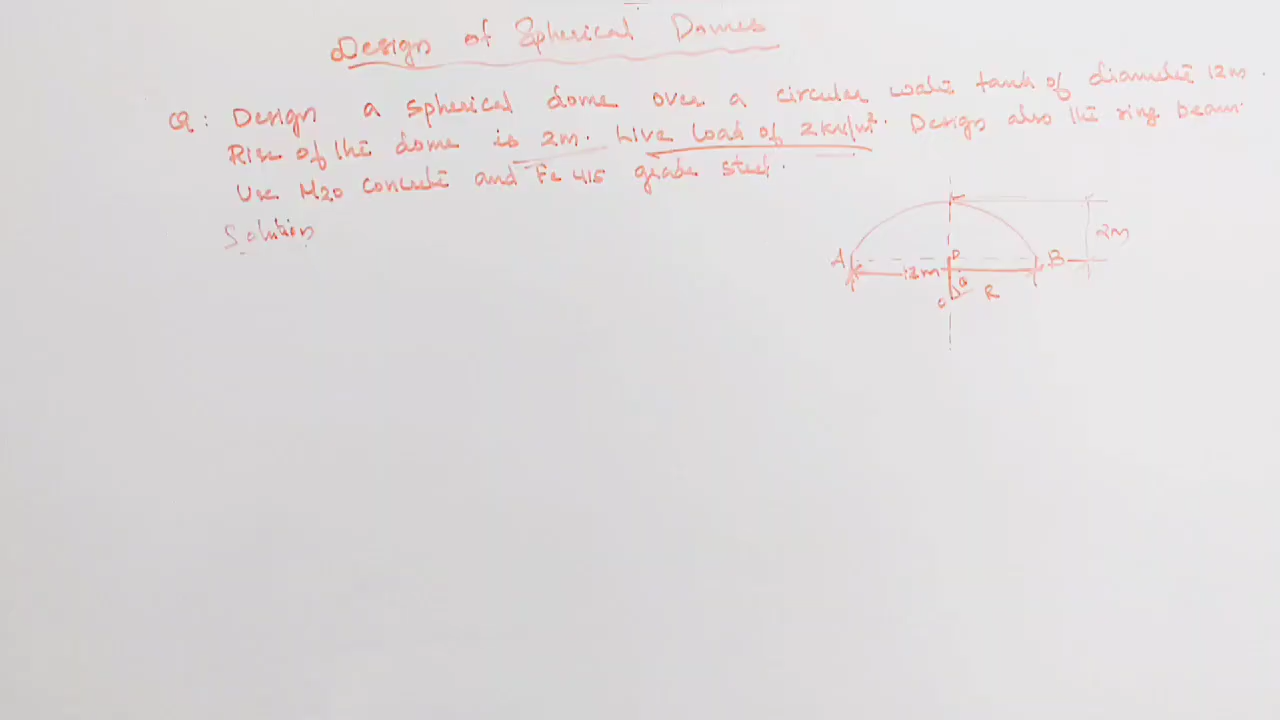 Design of Spherical Domes
Q: Design a spherical dome over a circular water tank of diameter 12m.
Rise of the dome is 2m. Live load of 2kN/m². Design also the ring beam.
Use M20 concrete and Fe 415 grade steel.
Solution
2m
A 12m D B
θ
O R